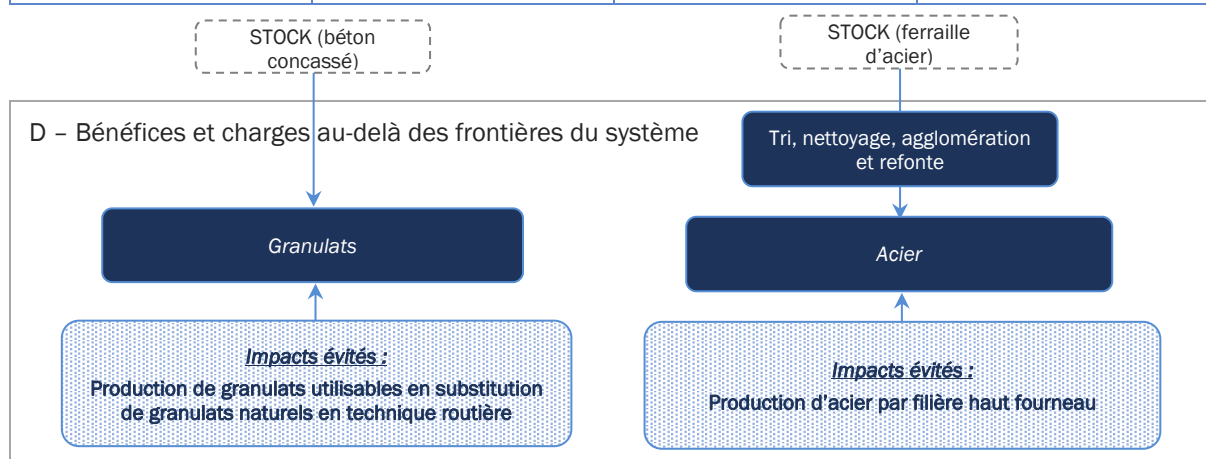 STOCK (béton
concassé)
STOCK (ferraille
d’acier)
D – Bénéfices et charges au-delà des frontières du système
Tri, nettoyage, agglomération
et refonte
Granulats
Acier
Impacts évités :
Production de granulats utilisables en substitution
de granulats naturels en technique routière
Impacts évités :
Production d’acier par filière haut fourneau